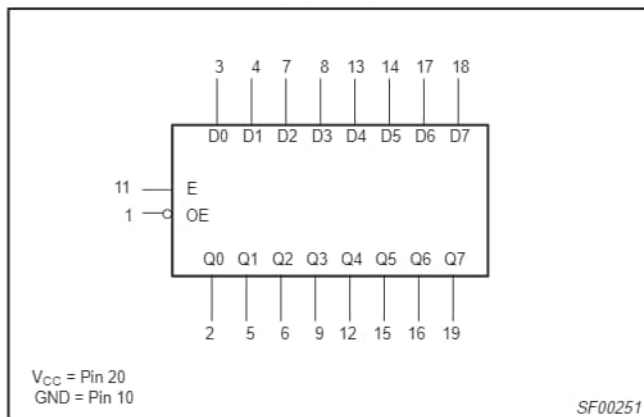 3 4 7 8 13 14 17 18
D0 D1 D2 D3 D4 D5 D6 D7
11 E
1 OE
Q0 Q1 Q2 Q3 Q4 Q5 Q6 Q7
2 5 6 9 12 15 16 19
VCC = Pin 20
GND = Pin 10
SF00251